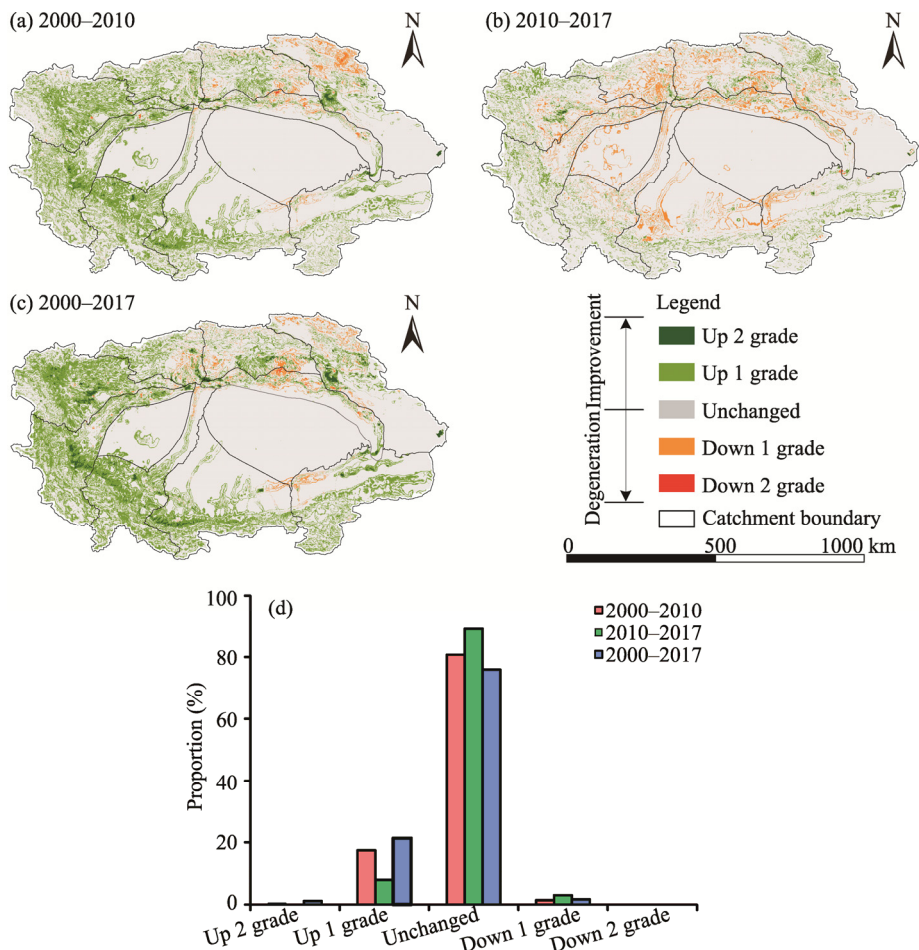 (a) 2000–2010
N
(b) 2010–2017
N
(c) 2000–2017
N
Legend
Degeneration Improvement
Up 2 grade
Up 1 grade
Unchanged
Down 1 grade
Down 2 grade
Catchment boundary
0 500 1000 km
(d)
2000–2010
2010–2017
2000–2017
Proportion (%)
100
80
60
40
20
0
Up 2 grade
Up 1 grade
Unchanged
Down 1 grade
Down 2 grade